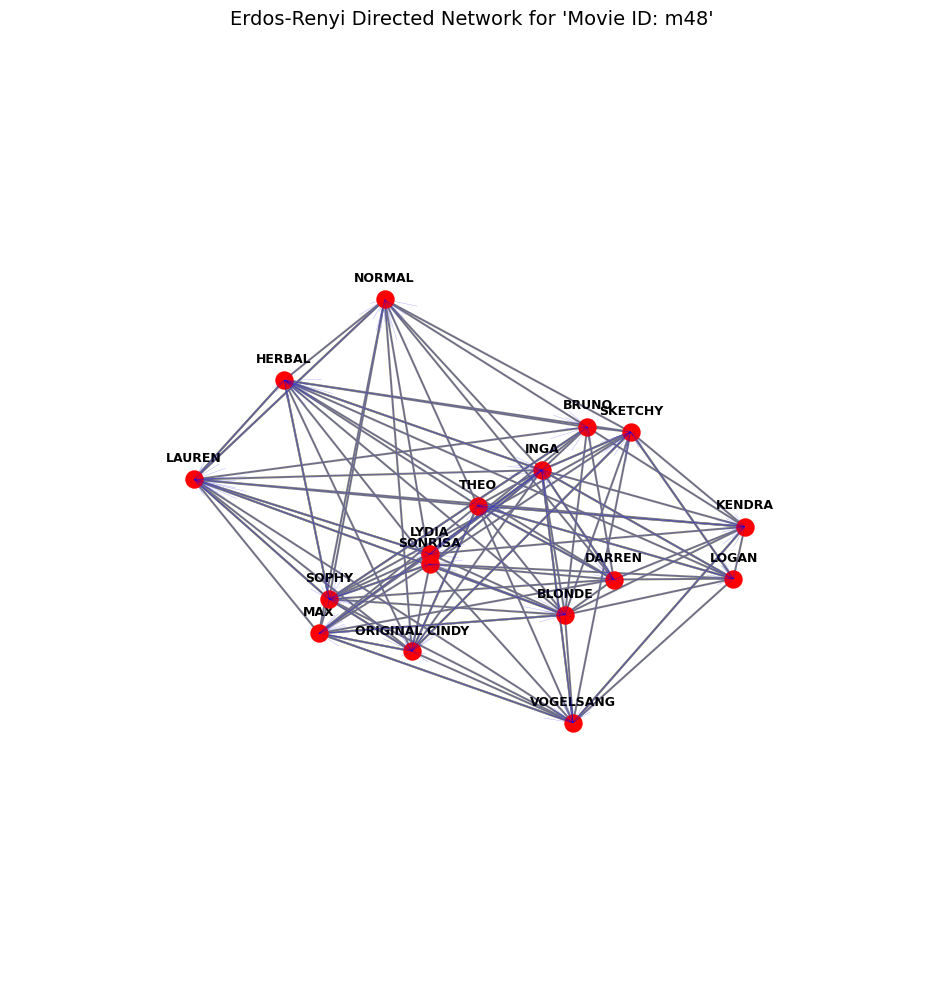 Erdos-Renyi Directed Network for 'Movie ID: m48'
NORMAL
HERBAL
BRUNO
SKETCHY
INGA
LAUREN
THEO
KENDRA
LYDIA
SONRISA
DARREN
LOGAN
SOPHY
BLONDE
MAX
ORIGINAL CINDY
VOGELSANG